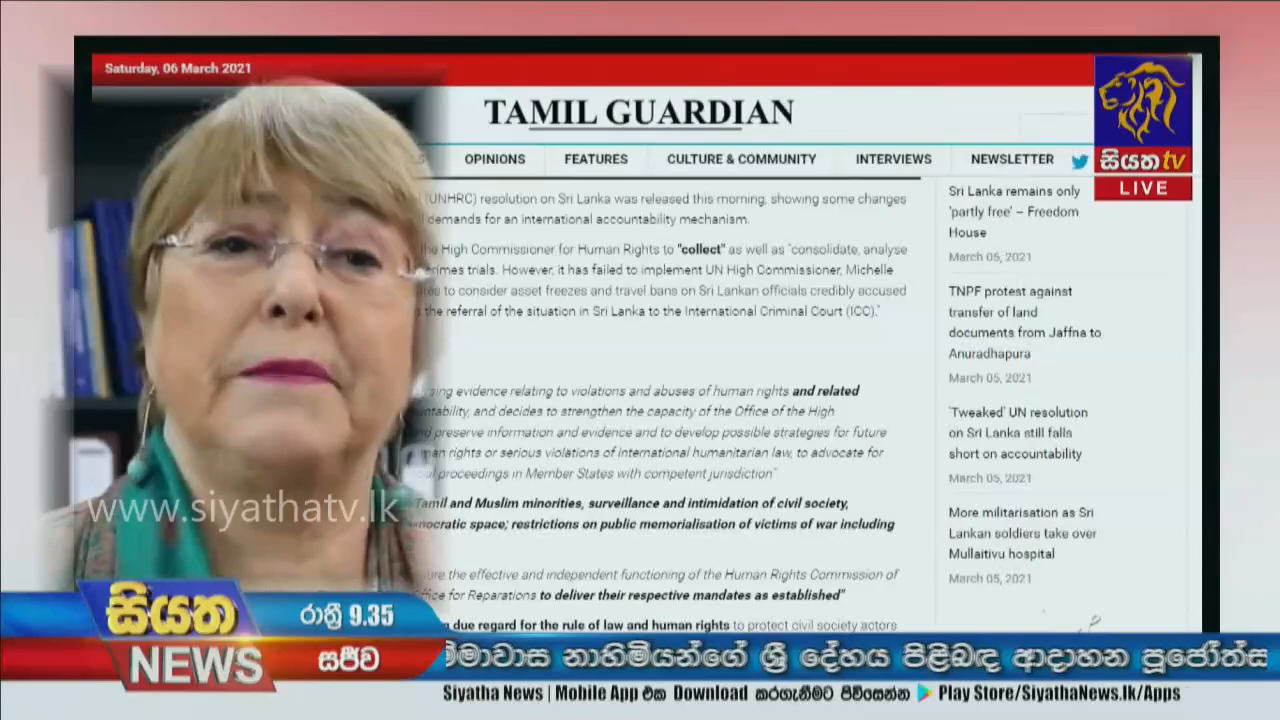 Saturday, 06 March 2021
TAMIL GUARDIAN
OPINIONS FEATURES CULTURE & COMMUNITY INTERVIEWS NEWSLETTER
සියත tv
LIVE
(UNHRC) resolution on Sri Lanka was released this morning, showing some changes
demands for an international accountability mechanism.
the High Commissioner for Human Rights to "collect" as well as "consolidate, analyse
crimes trials. However, it has failed to implement UN High Commissioner, Michelle
to consider asset freezes and travel bans on Sri Lankan officials credibly accused
the referral of the situation in Sri Lanka to the International Criminal Court (ICC)."
evidence relating to violations and abuses of human rights and related
and decides to strengthen the capacity of the Office of the High
preserve information and evidence and to develop possible strategies for future
rights or serious violations of international humanitarian law, to advocate for
proceedings in Member States with competent jurisdiction"
Tamil and Muslim minorities, surveillance and intimidation of civil society,
space; restrictions on public memorialisation of victims of war including
the effective and independent functioning of the Human Rights Commission of
for Reparations to deliver their respective mandates as established"
due regard for the rule of law and human rights to protect civil society actors
Sri Lanka remains only
'partly free' – Freedom
House
March 05, 2021
TNPF protest against
transfer of land
documents from Jaffna to
Anuradhapura
March 05, 2021
'Tweaked' UN resolution
on Sri Lanka still falls
short on accountability
March 05, 2021
More militarisation as Sri
Lankan soldiers take over
Mullaitivu hospital
March 05, 2021
www.siyathatv.lk
සියත
NEWS
රාත්‍රී 9.35
සජීව
නාහිමියන්ගේ ශ්‍රී දේහය පිළිබඳ ආදාහන
Siyatha News | Mobile App එක Download කරගැනීමට පිවිසෙන්න Play Store/SiyathaNews.lk/Apps